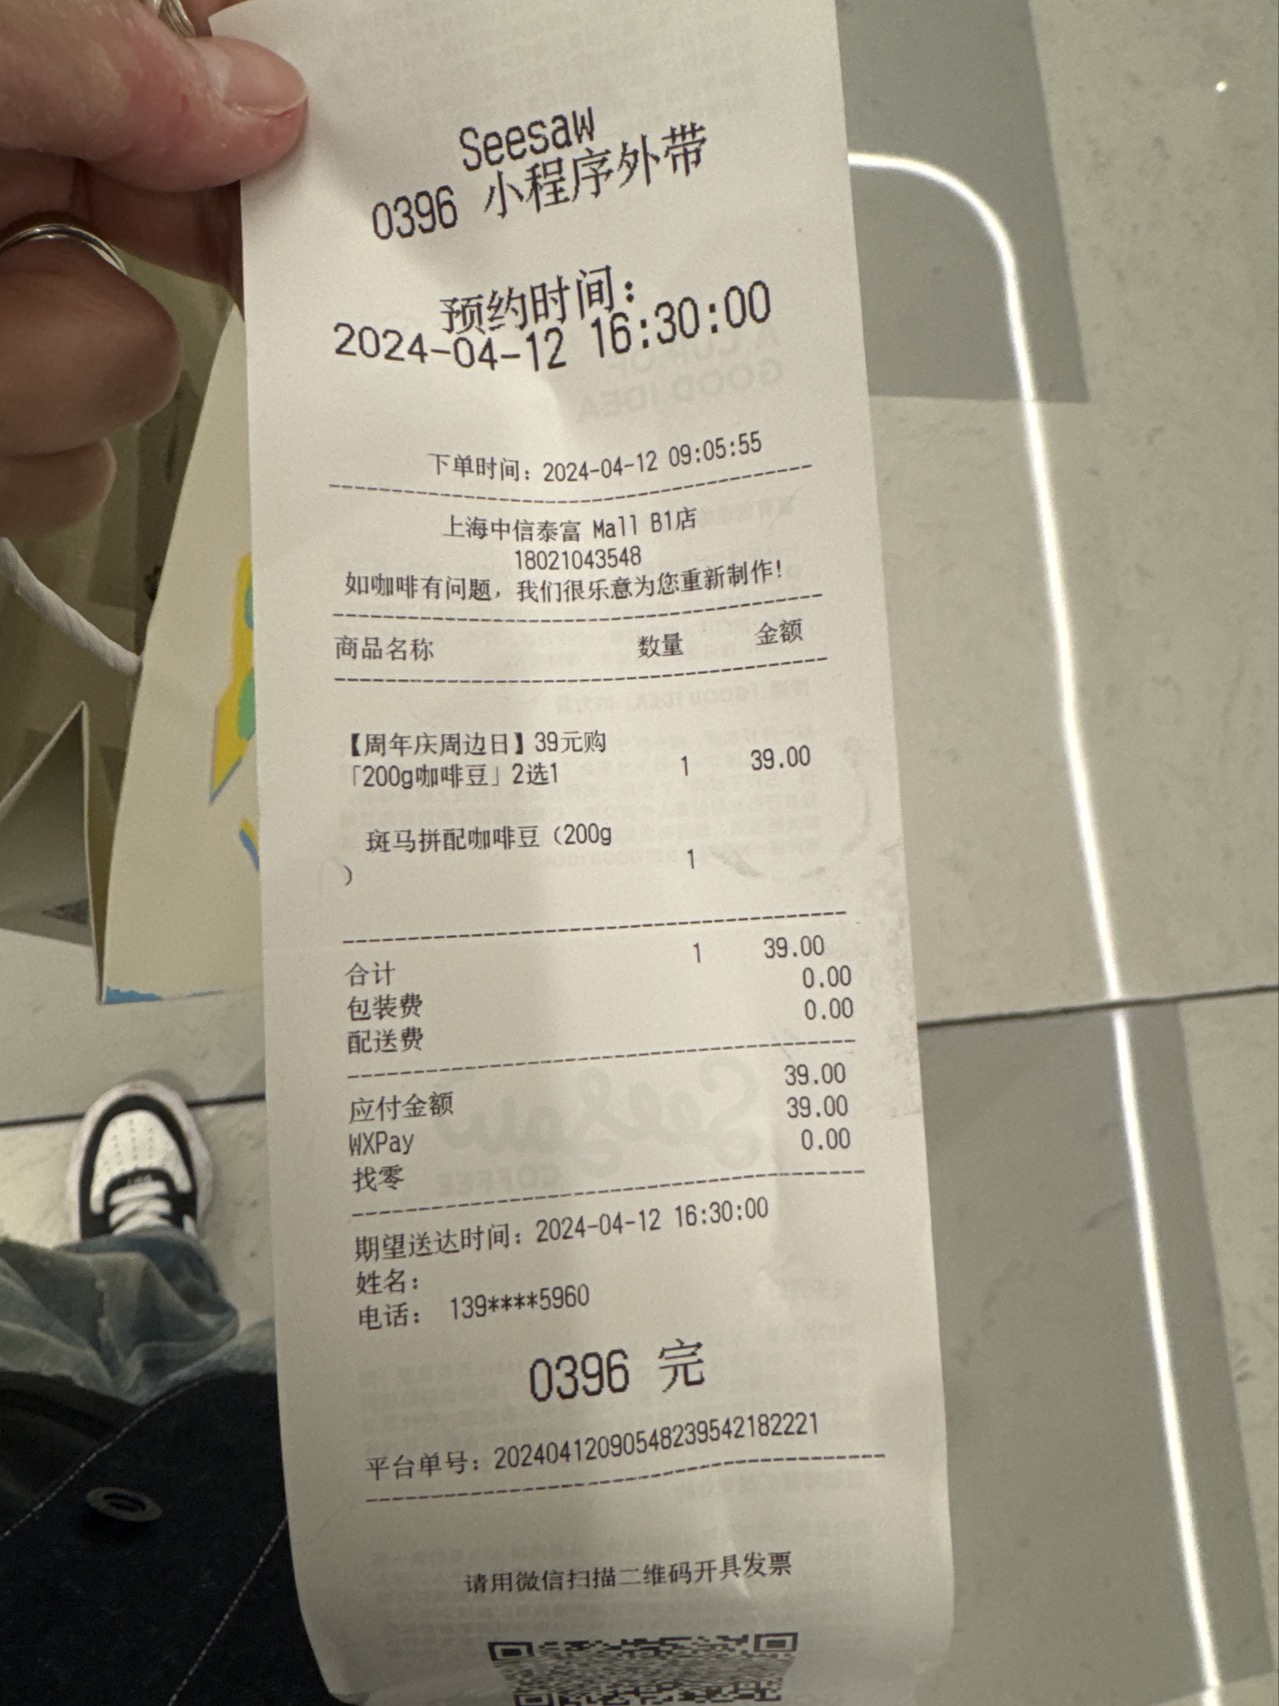 Seesaw
0396 小程序外带
预约时间：
2024-04-12 16:30:00
下单时间：2024-04-12 09:05:55
上海中信泰富 Mall B1店
18021043548
如咖啡有问题，我们很乐意为您重新制作！
商品名称 数量 金额
【周年庆周边日】39元购
「200g咖啡豆」2选1 1 39.00
斑马拼配咖啡豆（200g
） 1
合计 1 39.00
包装费 0.00
配送费 0.00
应付金额 39.00
WXPay 39.00
找零 0.00
期望送达时间：2024-04-12 16:30:00
姓名：
电话： 139****5960
0396 完
平台单号：20240412090548239542182221
请用微信扫描二维码开具发票
A CUP OF
GOOD IDEA
Seesaw
COFFEE